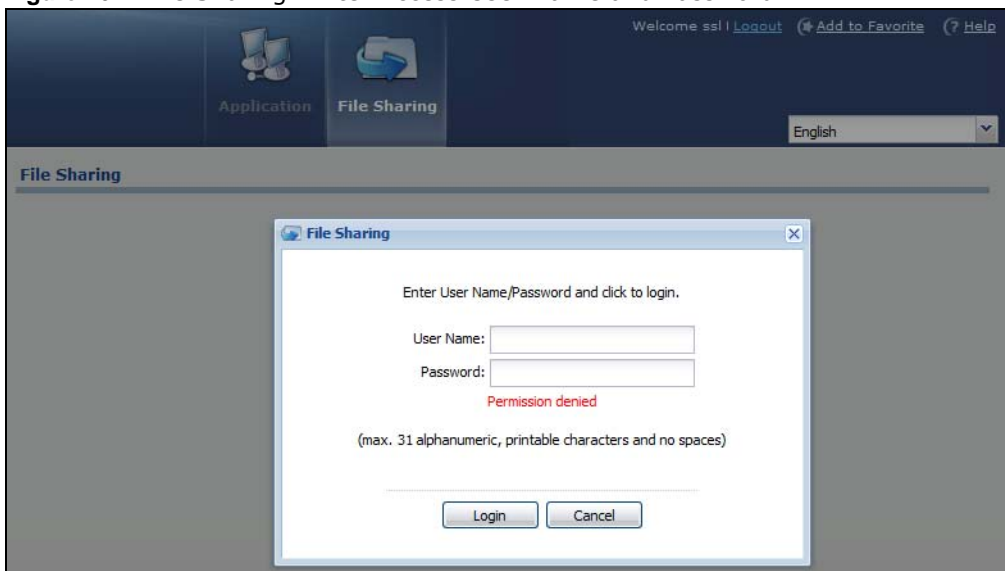 Welcome ssl | Logout Add to Favorite ? Help
Application File Sharing
English
File Sharing
File Sharing
Enter User Name/Password and click to login.
User Name:
Password:
Permission denied
(max. 31 alphanumeric, printable characters and no spaces)
Login Cancel